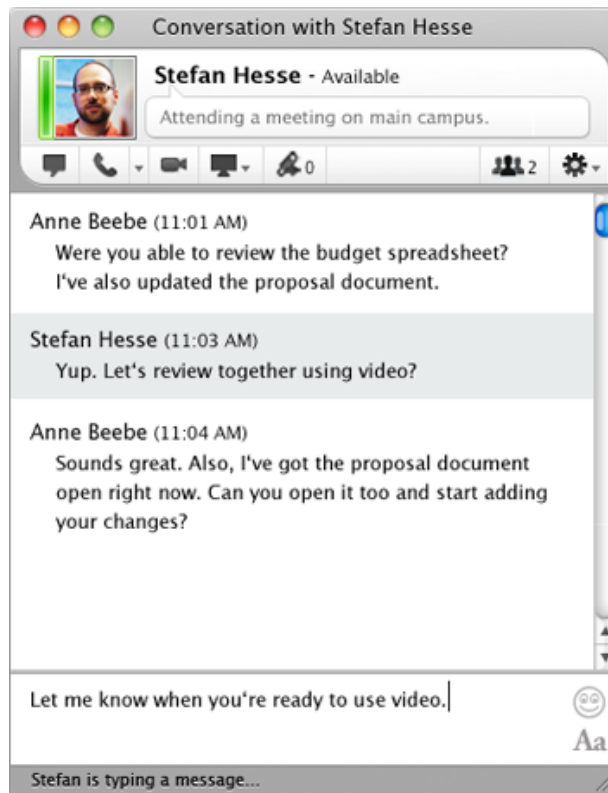 Conversation with Stefan Hesse
Stefan Hesse - Available
Attending a meeting on main campus.
0
2
Anne Beebe (11:01 AM)
Were you able to review the budget spreadsheet?
I‘ve also updated the proposal document.
Stefan Hesse (11:03 AM)
Yup. Let‘s review together using video?
Anne Beebe (11:04 AM)
Sounds great. Also, I‘ve got the proposal document
open right now. Can you open it too and start adding
your changes?
Let me know when you‘re ready to use video.
Aa
Stefan is typing a message...